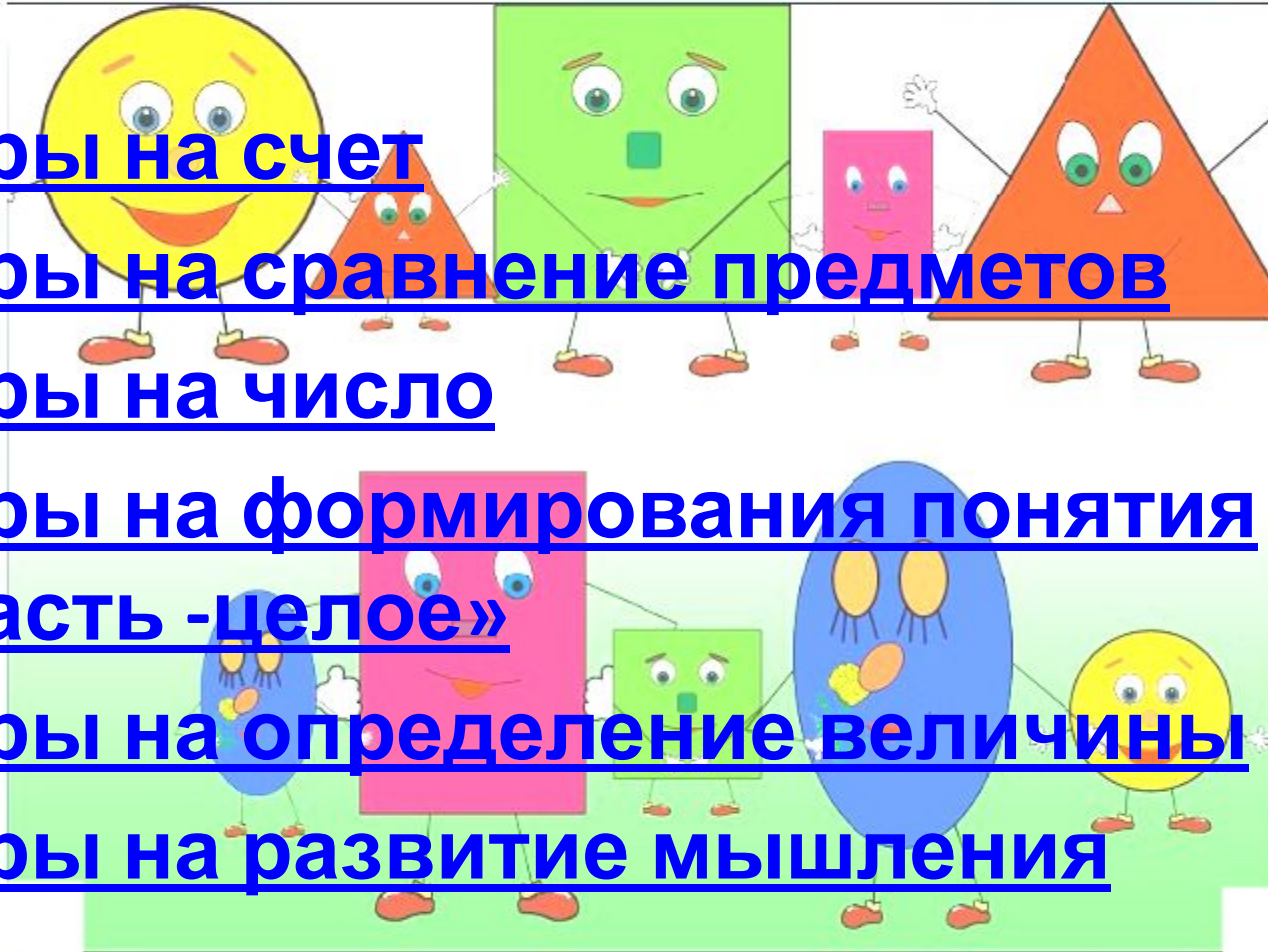 ры на счет
ры на сравнение предметов
ры на число
ры на формирования понятия
асть -целое»
ры на определение величины
ры на развитие мышления